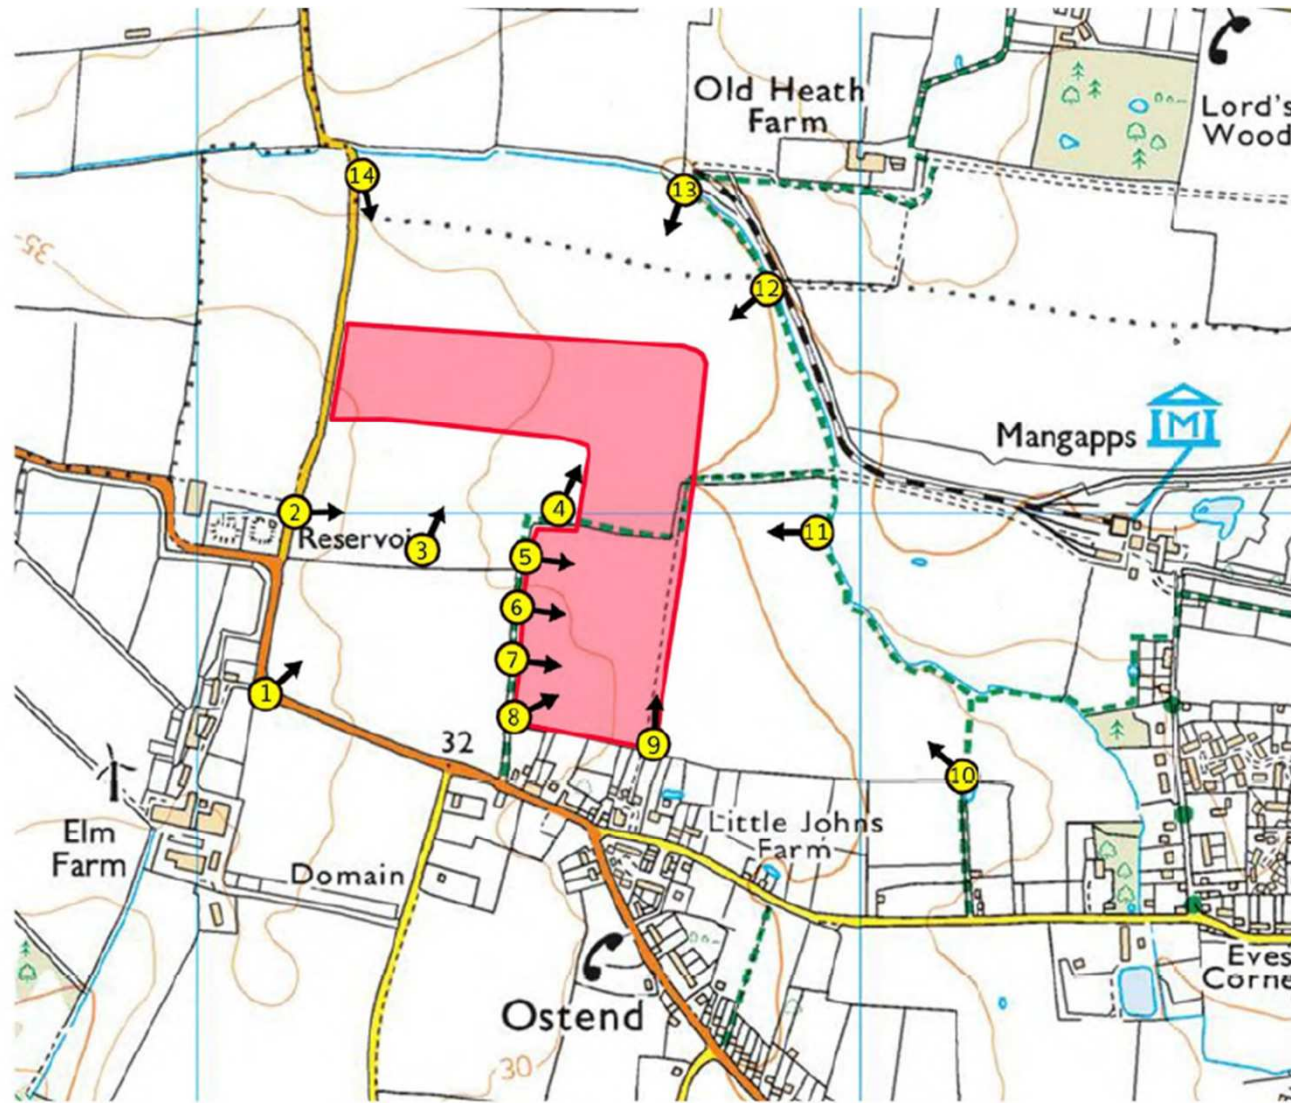 Old Heath
Farm
Lord's
Wood
14
13
35
12
Mangapps
M
2
Reservoi
3
4
5
11
6
7
1
8
32
9
10
Elm
Farm
Domain
Little Johns
Farm
Ostend
Eves
Corne
30